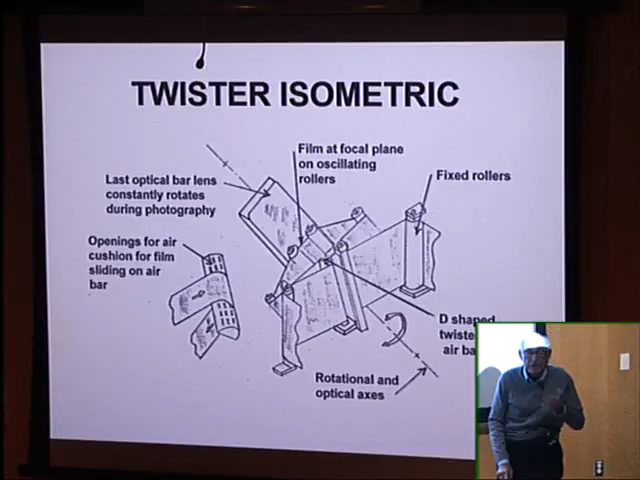 TWISTER ISOMETRIC
Film at focal plane
on oscillating
rollers
Fixed rollers
Last optical bar lens
constantly rotates
during photography
Openings for air
cushion for film
sliding on air
bar
D shaped
air
Rotational and
optical axes